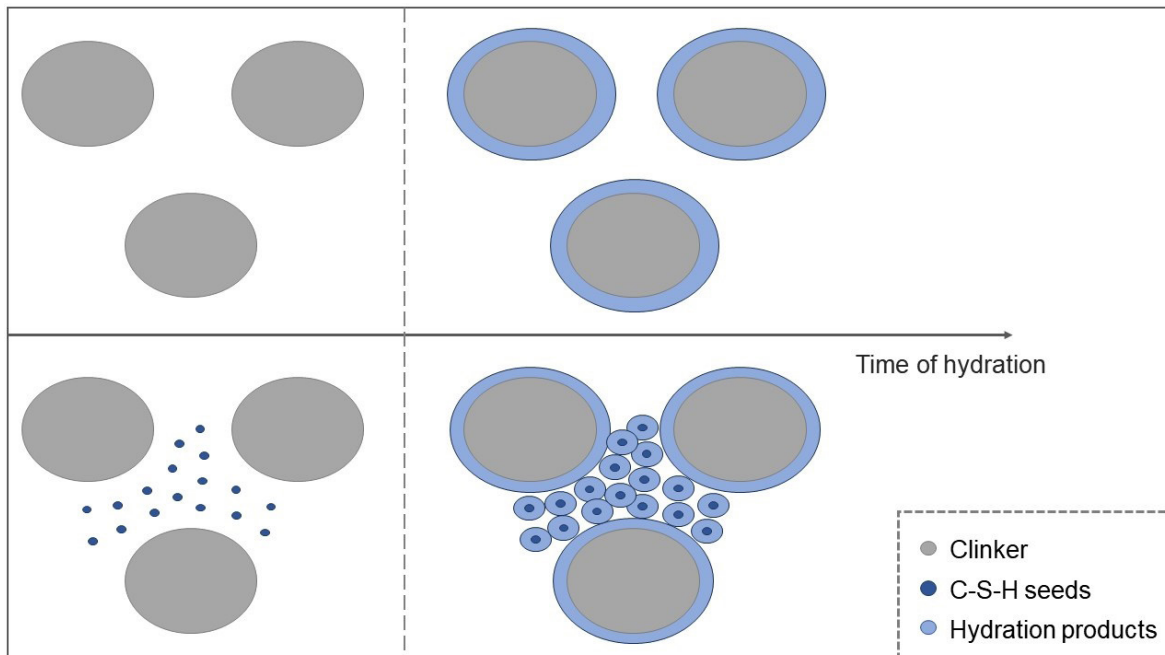 Time of hydration
Clinker
C-S-H seeds
Hydration products